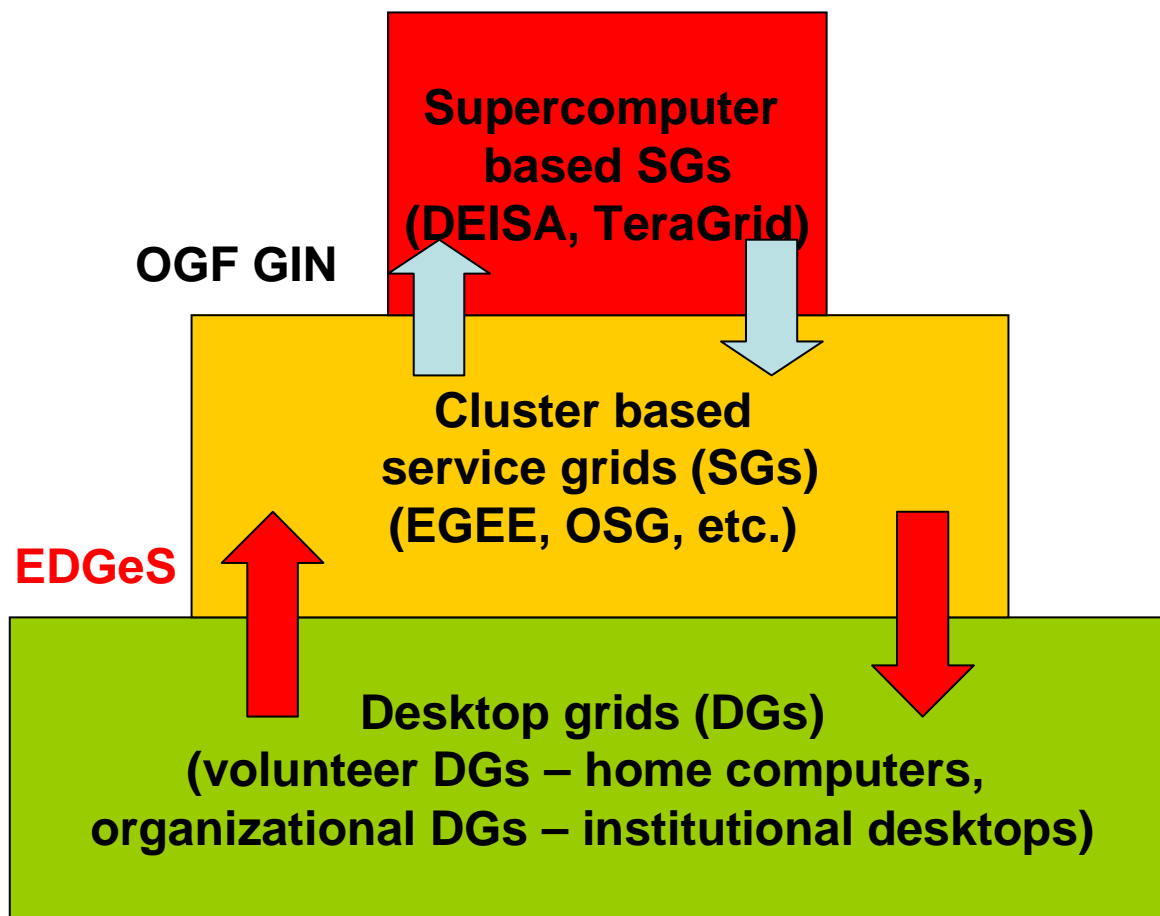 Supercomputer
based SGs
(DEISA, TeraGrid)
OGF GIN
Cluster based
service grids (SGs)
(EGEE, OSG, etc.)
EDGeS
Desktop grids (DGs)
(volunteer DGs – home computers,
organizational DGs – institutional desktops)